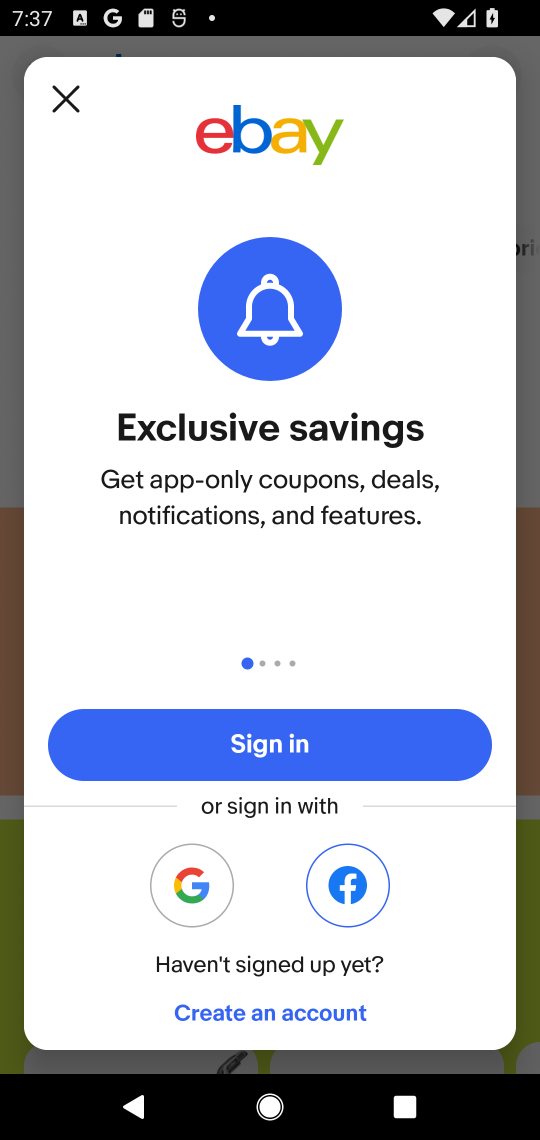 7:37
ebay
Exclusive savings
Get app-only coupons, deals,
notifications, and features.
Sign in
or sign in with
Haven't signed up yet?
Create an account